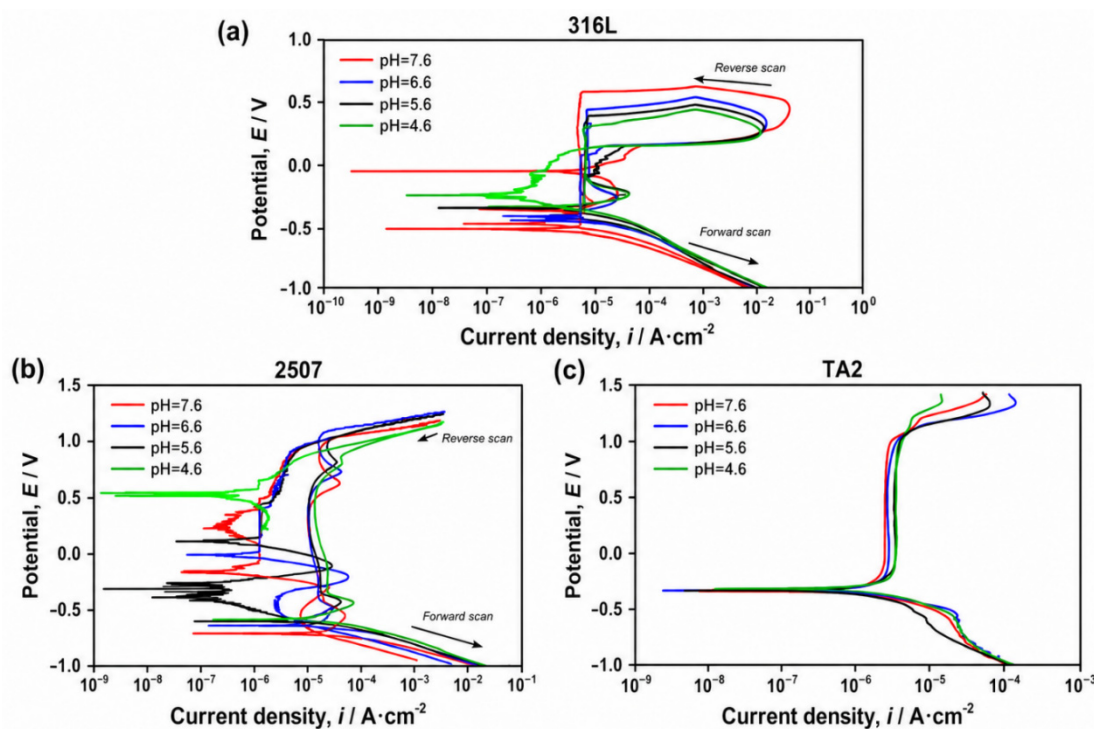 (a)
316L
pH=7.6
pH=6.6
pH=5.6
pH=4.6
Reverse scan
Forward scan
Potential, E / V
1.0
0.5
0.0
−0.5
−1.0
10⁻¹⁰ 10⁻⁹ 10⁻⁸ 10⁻⁷ 10⁻⁶ 10⁻⁵ 10⁻⁴ 10⁻³ 10⁻² 10⁻¹ 10⁰
Current density, i / A·cm⁻²
(b)
2507
pH=7.6
pH=6.6
pH=5.6
pH=4.6
Reverse scan
Forward scan
Potential, E / V
1.5
1.0
0.5
0.0
−0.5
−1.0
10⁻⁹ 10⁻⁸ 10⁻⁷ 10⁻⁶ 10⁻⁵ 10⁻⁴ 10⁻³ 10⁻² 10⁻¹
Current density, i / A·cm⁻²
(c)
TA2
pH=7.6
pH=6.6
pH=5.6
pH=4.6
Potential, E / V
1.5
1.0
0.5
0.0
−0.5
−1.0
10⁻⁹ 10⁻⁸ 10⁻⁷ 10⁻⁶ 10⁻⁵ 10⁻⁴ 10⁻³
Current density, i / A·cm⁻²